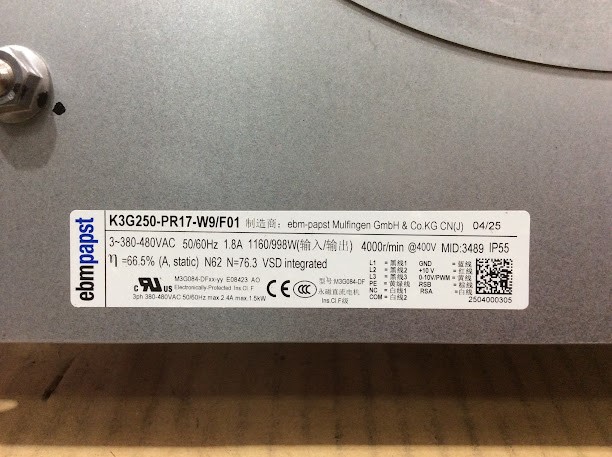 ebmpapst
K3G250-PR17-W9/F01 制造商: ebm-papst Mulfingen GmbH & Co.KG CN(J) 04/25
3~380-480VAC 50/60Hz 1.8A 1160/998W(输入/输出) 4000r/min @400V MID:3489 IP55
η =66.5% (A, static) N62 N=76.3 VSD integrated
M3G084-DFxx-yy E08423 AO
Electronically-Protected Ins.Cl.F
3ph 380-480VAC 50/60Hz max 2.4A max 1.5kW
c RU US
CE
CCC
型号:M3G084-DF
永磁直流电机
Ins.Cl.F级
L1 = 黑线1 GND = 蓝线
L2 = 黑线2 +10 V = 红线
L3 = 黑线3 0-10V/PWM = 黄线
PE = 黄绿线 RSB = 棕线
NC = 白线1 RSA = 白线
COM = 白线2
2504000305